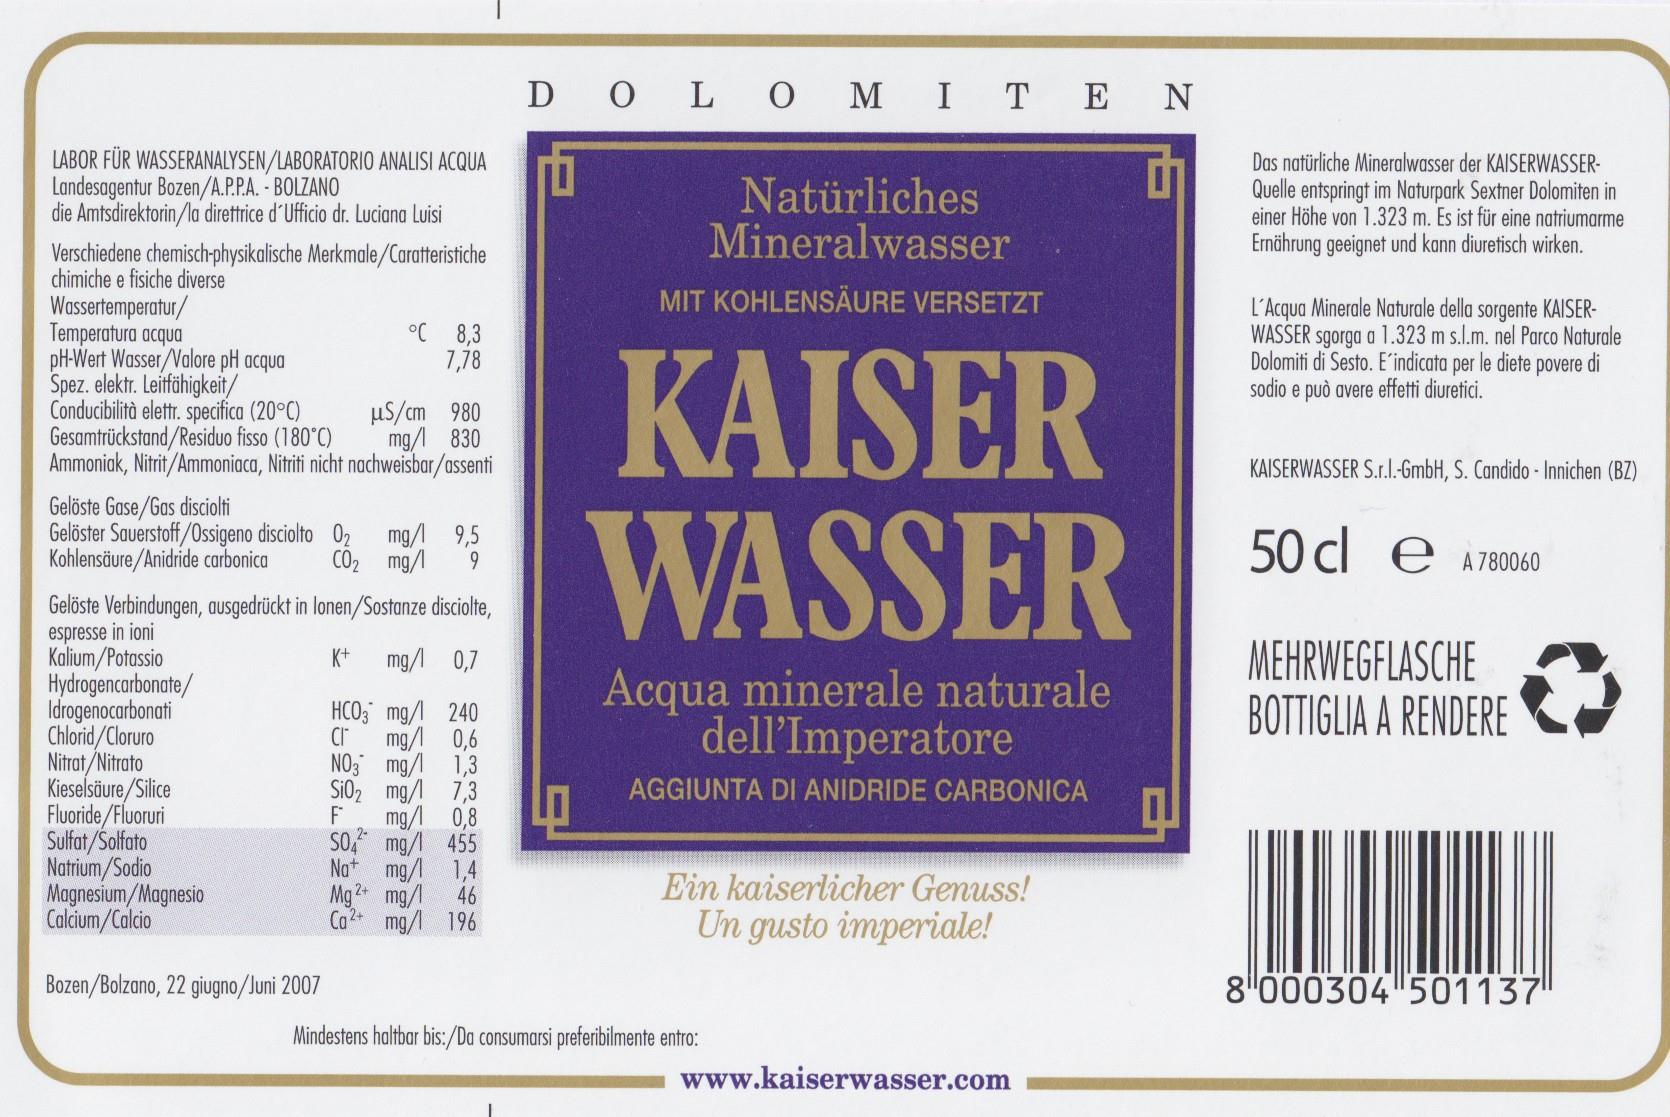 DOLOMITEN
LABOR FÜR WASSERANALYSEN/LABORATORIO ANALISI ACQUA
Landesagentur Bozen/A.P.P.A. - BOLZANO
die Amtsdirektorin/la direttrice d´Ufficio dr. Luciana Luisi
Verschiedene chemisch-physikalische Merkmale/Caratteristiche
chimiche e fisiche diverse
Wassertemperatur/
Temperatura acqua °C 8,3
pH-Wert Wasser/Valore pH acqua 7,78
Spez. elektr. Leitfähigkeit/
Conducibilità elettr. specifica (20°C) µS/cm 980
Gesamtrückstand/Residuo fisso (180°C) mg/l 830
Ammoniak, Nitrit/Ammoniaca, Nitriti nicht nachweisbar/assenti
Gelöste Gase/Gas disciolti
Gelöster Sauerstoff/Ossigeno disciolto O₂ mg/l 9,5
Kohlensäure/Anidride carbonica CO₂ mg/l 9
Gelöste Verbindungen, ausgedrückt in Ionen/Sostanze disciolte,
espresse in ioni
Kalium/Potassio K⁺ mg/l 0,7
Hydrogencarbonate/
Idrogenocarbonati HCO₃⁻ mg/l 240
Chlorid/Cloruro Cl⁻ mg/l 0,6
Nitrat/Nitrato NO₃⁻ mg/l 1,3
Kieselsäure/Silice SiO₂ mg/l 7,3
Fluoride/Fluoruri F⁻ mg/l 0,8
Sulfat/Solfato SO₄²⁻ mg/l 455
Natrium/Sodio Na⁺ mg/l 1,4
Magnesium/Magnesio Mg²⁺ mg/l 46
Calcium/Calcio Ca²⁺ mg/l 196
Bozen/Bolzano, 22 giugno/Juni 2007
Mindestens haltbar bis:/Da consumarsi preferibilmente entro:
Natürliches
Mineralwasser
MIT KOHLENSÄURE VERSETZT
KAISER
WASSER
Acqua minerale naturale
dell'Imperatore
AGGIUNTA DI ANIDRIDE CARBONICA
Ein kaiserlicher Genuss!
Un gusto imperiale!
www.kaiserwasser.com
Das natürliche Mineralwasser der KAISERWASSER-
Quelle entspringt im Naturpark Sextner Dolomiten in
einer Höhe von 1.323 m. Es ist für eine natriumarme
Ernährung geeignet und kann diuretisch wirken.
L´Acqua Minerale Naturale della sorgente KAISER-
WASSER sgorga a 1.323 m s.l.m. nel Parco Naturale
Dolomiti di Sesto. E´indicata per le diete povere di
sodio e può avere effetti diuretici.
KAISERWASSER S.r.l.-GmbH, S. Candido - Innichen (BZ)
50 cl e A 780060
MEHRWEGFLASCHE
BOTTIGLIA A RENDERE
8 000304 501137